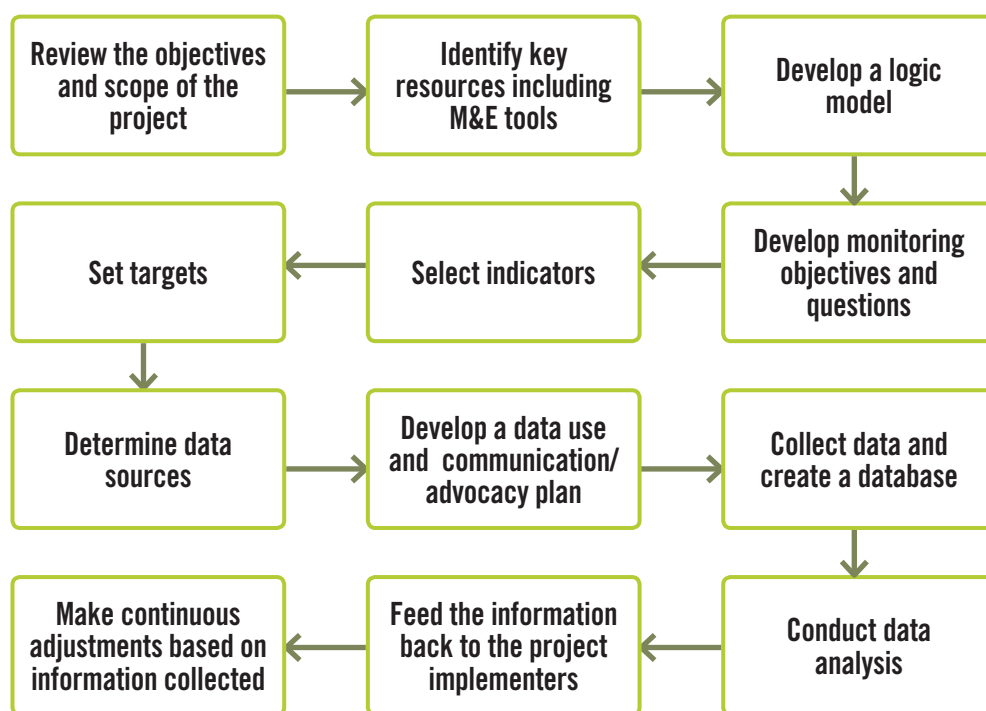 Review the objectives
and scope of the
project
Identify key
resources including
M&E tools
Develop a logic
model
Develop monitoring
objectives and
questions
Select indicators
Set targets
Determine data
sources
Develop a data use
and communication/
advocacy plan
Collect data and
create a database
Conduct data
analysis
Feed the information
back to the project
implementers
Make continuous
adjustments based on
information collected